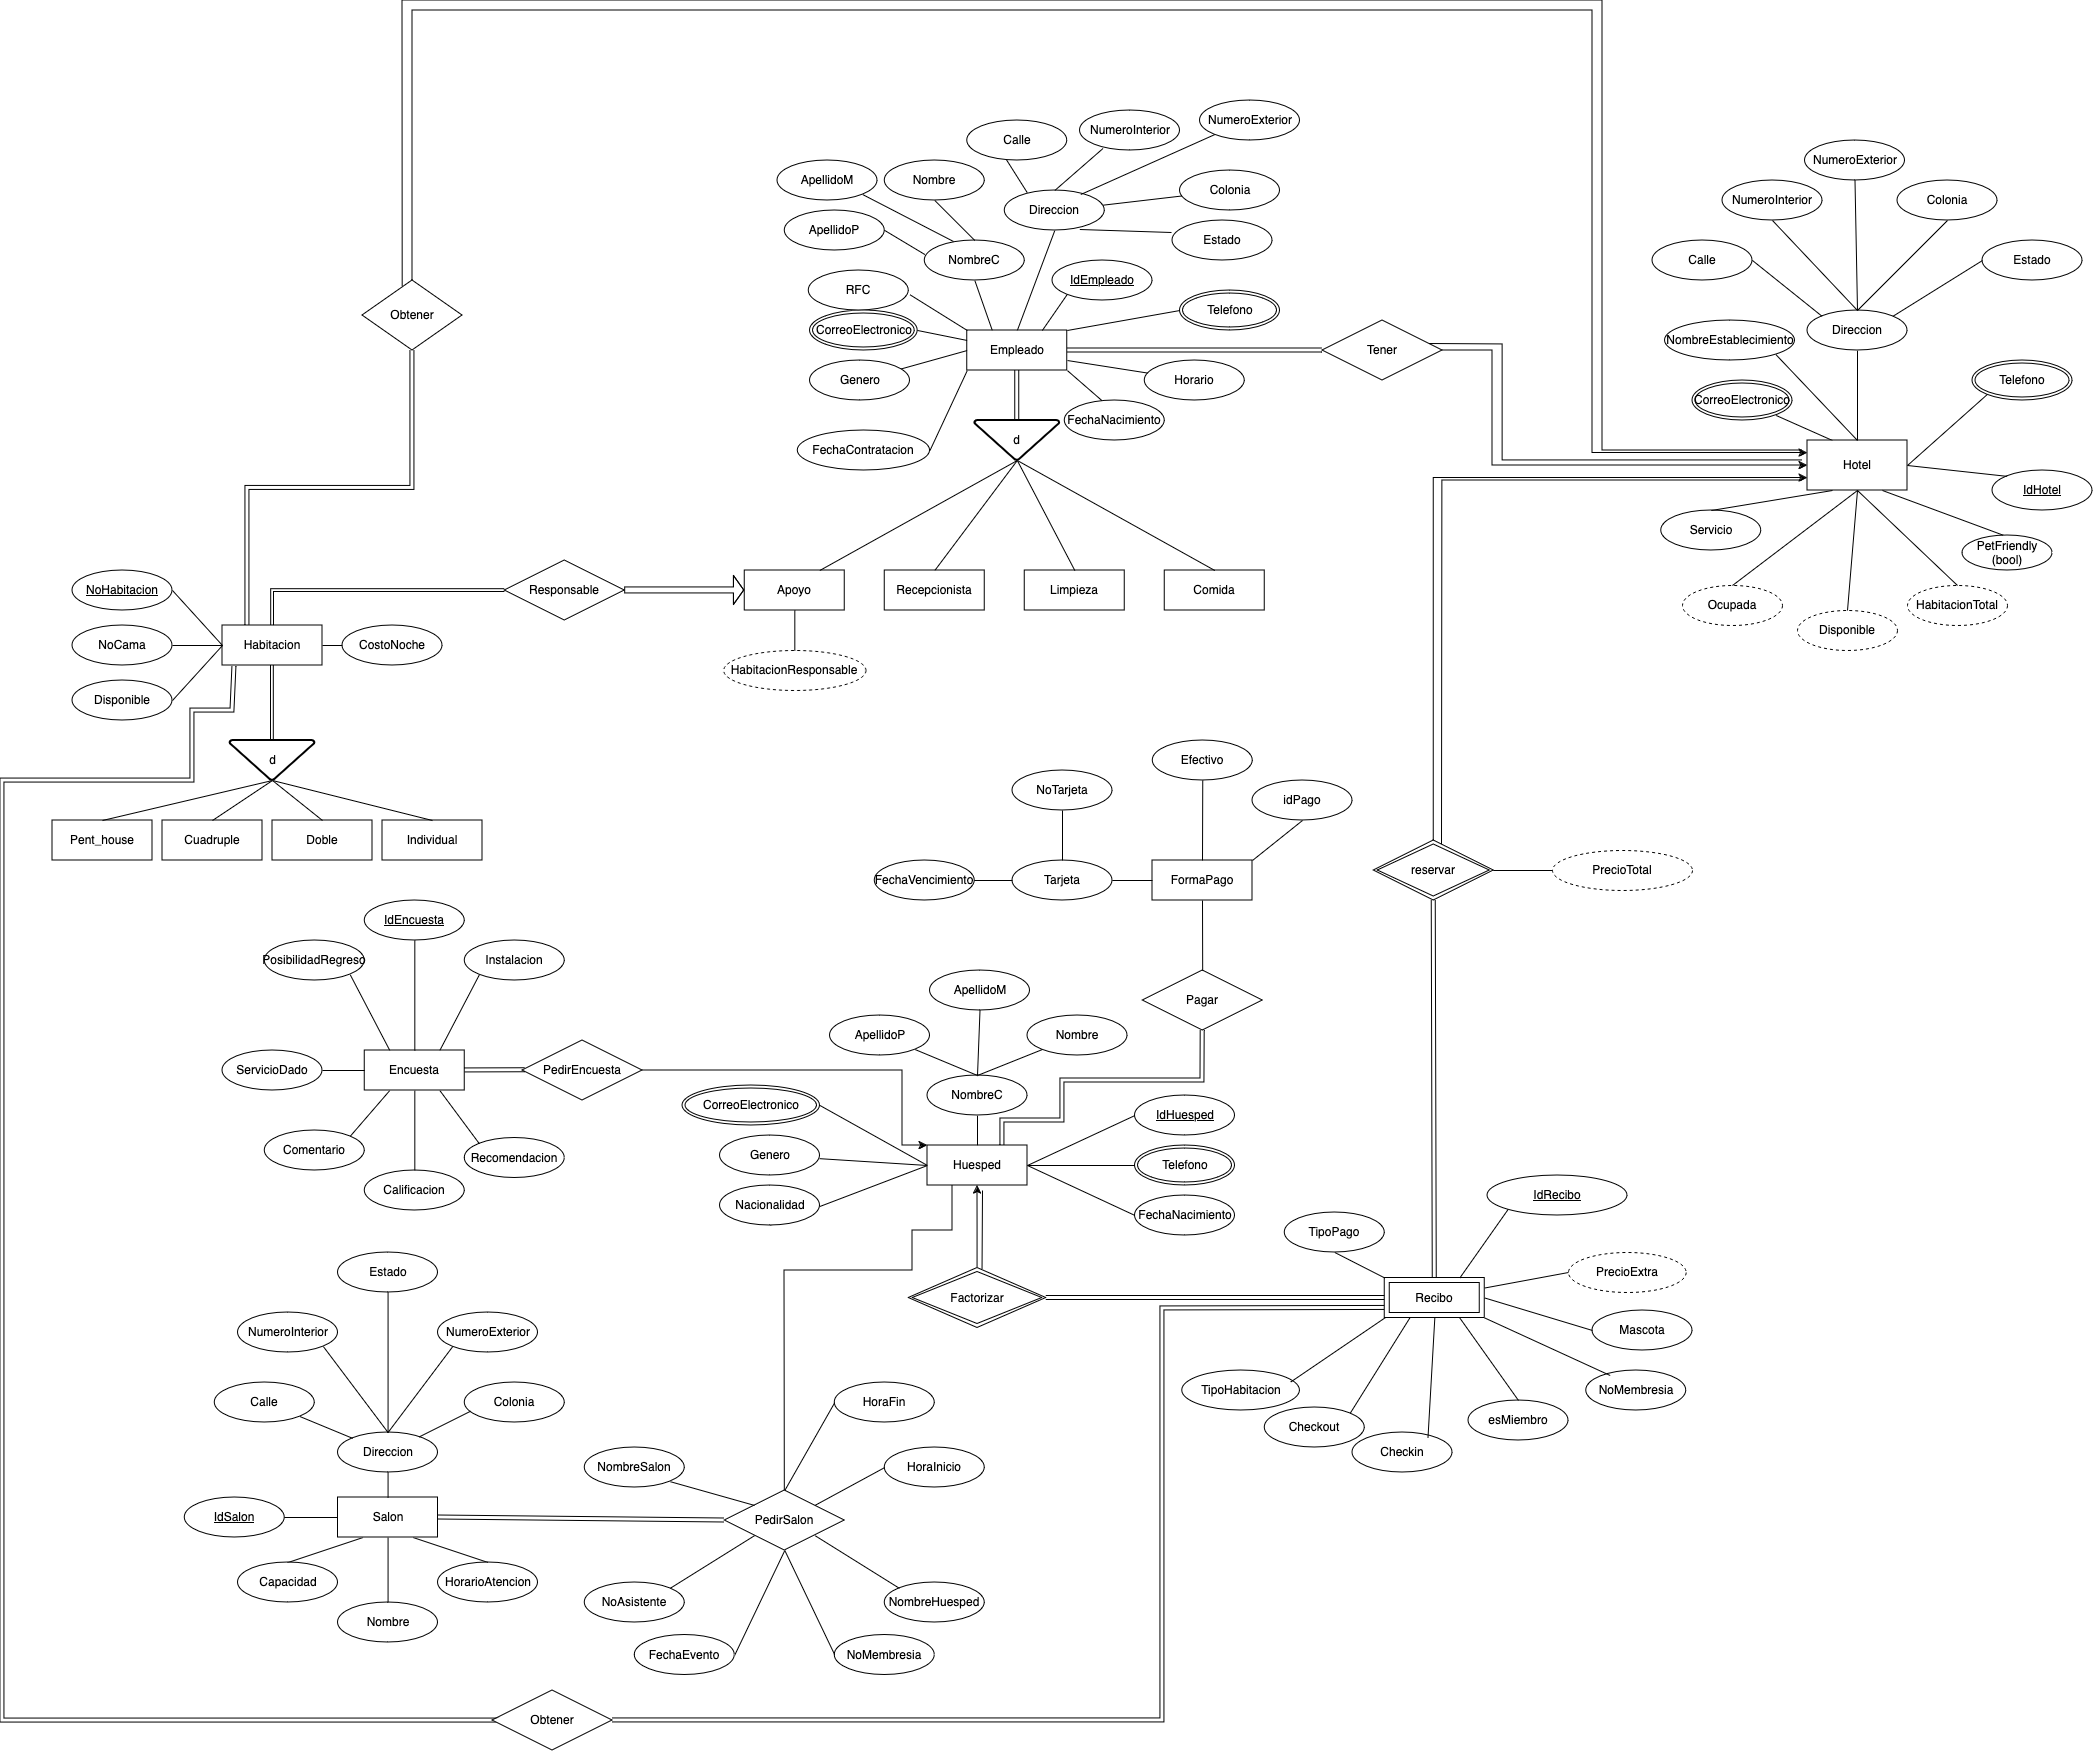 NumeroExterior
NumeroInterior
Calle
NumeroExterior
ApellidoM
Nombre
Colonia
Direccion
NumeroInterior
Colonia
ApellidoP
Estado
NombreC
Calle
Estado
IdEmpleado
RFC
Telefono
Obtener
CorreoElectronico
Direccion
NombreEstablecimiento
Empleado
Tener
Genero
Horario
Telefono
CorreoElectronico
FechaNacimiento
d
FechaContratacion
Hotel
IdHotel
Servicio
PetFriendly
(bool)
NoHabitacion
Responsable
Apoyo
Recepcionista
Limpieza
Comida
Ocupada
HabitacionTotal
Disponible
NoCama
Habitacion
CostoNoche
HabitacionResponsable
Disponible
d
Efectivo
NoTarjeta
idPago
Pent_house
Cuadruple
Doble
Individual
FechaVencimiento
Tarjeta
FormaPago
reservar
PrecioTotal
IdEncuesta
PosibilidadRegreso
Instalacion
ApellidoM
Pagar
ApellidoP
Nombre
ServicioDado
Encuesta
PedirEncuesta
NombreC
CorreoElectronico
IdHuesped
Comentario
Recomendacion
Genero
Huesped
Telefono
Calificacion
Nacionalidad
FechaNacimiento
IdRecibo
TipoPago
Estado
PrecioExtra
Factorizar
Recibo
NumeroInterior
NumeroExterior
Mascota
Calle
Colonia
HoraFin
TipoHabitacion
NoMembresia
Checkout
esMiembro
Direccion
Checkin
NombreSalon
HoraInicio
IdSalon
Salon
PedirSalon
Capacidad
HorarioAtencion
NoAsistente
NombreHuesped
Nombre
FechaEvento
NoMembresia
Obtener